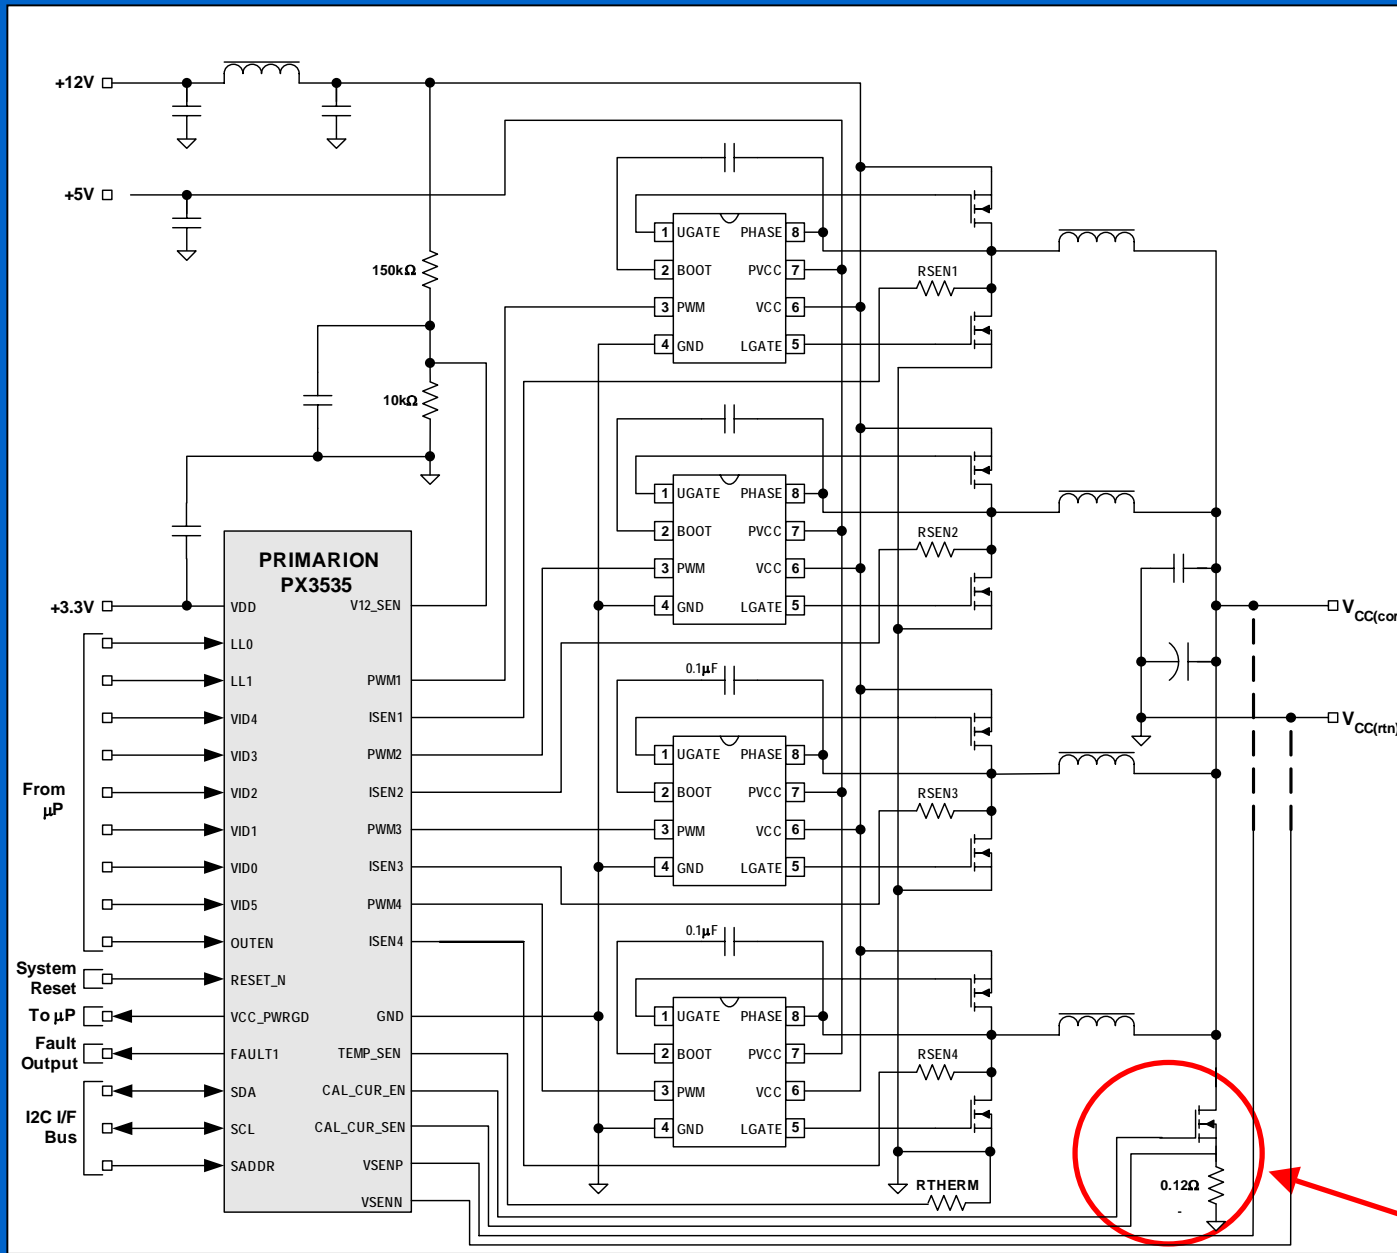 +12V
+5V
150kΩ
10kΩ
+3.3V
PRIMARION
PX3535
VDD
LL0
LL1
VID4
VID3
VID2
VID1
VID0
VID5
OUTEN
RESET_N
VCC_PWRGD
FAULT1
SDA
SCL
SADDR
V12_SEN
PWM1
ISEN1
PWM2
ISEN2
PWM3
ISEN3
PWM4
ISEN4
GND
TEMP_SEN
CAL_CUR_EN
CAL_CUR_SEN
VSENP
VSENN
From
μP
System
Reset
To μP
Fault
Output
I2C I/F
Bus
1 UGATE PHASE 8
2 BOOT PVCC 7
3 PWM VCC 6
4 GND LGATE 5
RSEN1
1 UGATE PHASE 8
2 BOOT PVCC 7
3 PWM VCC 6
4 GND LGATE 5
RSEN2
0.1μF
1 UGATE PHASE 8
2 BOOT PVCC 7
3 PWM VCC 6
4 GND LGATE 5
RSEN3
0.1μF
1 UGATE PHASE 8
2 BOOT PVCC 7
3 PWM VCC 6
4 GND LGATE 5
RSEN4
RTHERM
0.12Ω
-
VCC(cor
VCC(rtn)